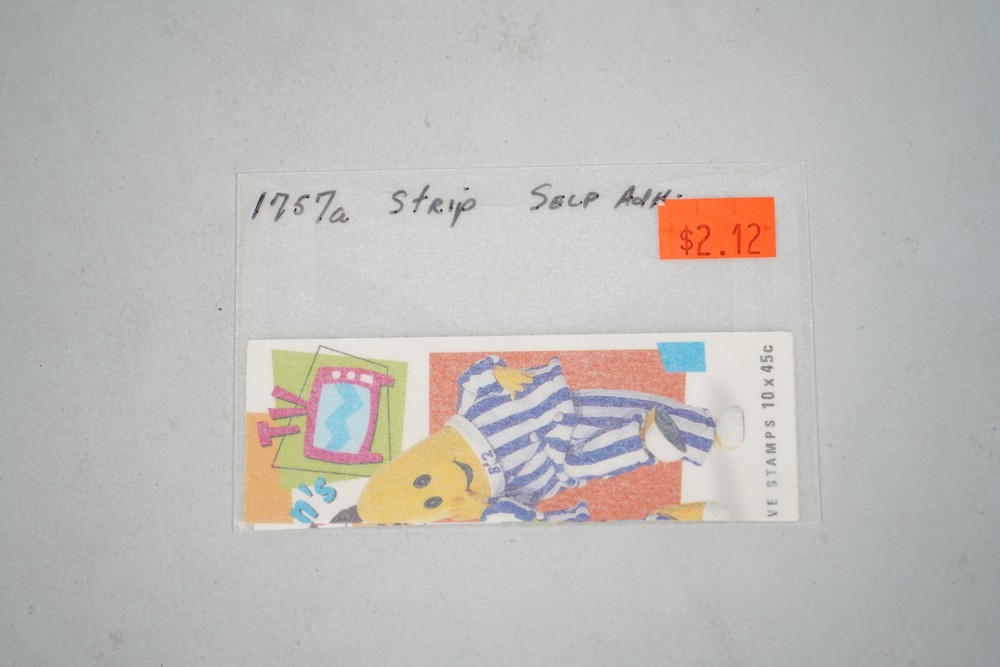 1757a Strip Self Adh.
$2.12
n's
B2
VE STAMPS 10 x 45c